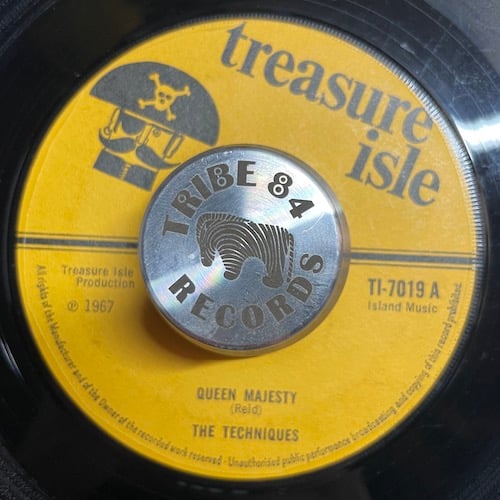 treasure
isle
TRIBE 84
RECORDS
Treasure Isle
Production
℗ 1967
TI-7019 A
Island Music
QUEEN MAJESTY
(Reid)
THE TECHNIQUES
All rights of the Manufacturer and of the Owner of the recorded work reserved - Unauthorised public performance broadcasting and copying of this record prohibited